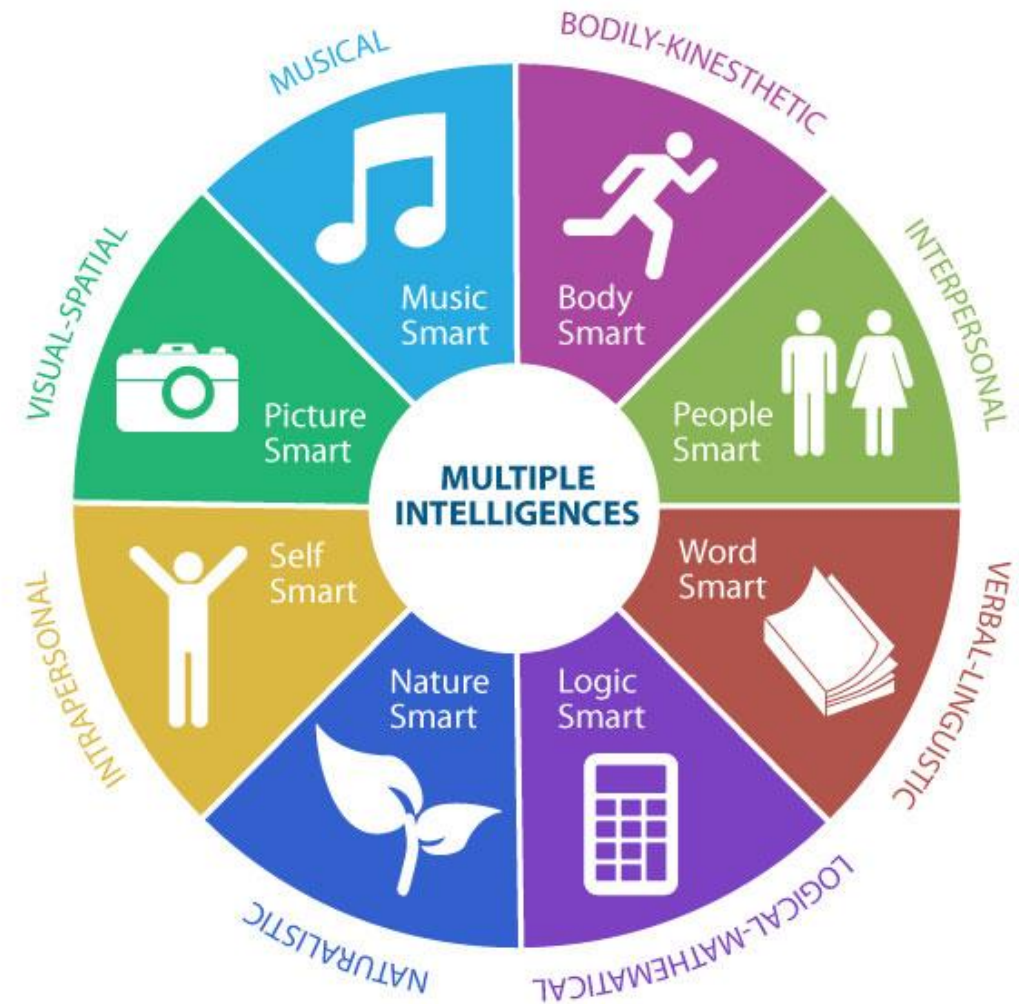 MUSICAL
BODILY-KINESTHETIC
VISUAL-SPATIAL
INTERPERSONAL
Music
Smart
Body
Smart
Picture
Smart
People
Smart
MULTIPLE
INTELLIGENCES
Self
Smart
Word
Smart
Nature
Smart
Logic
Smart
INTRAPERSONAL
VERBAL-LINGUISTIC
NATURALISTIC
LOGICAL-MATHEMATICAL